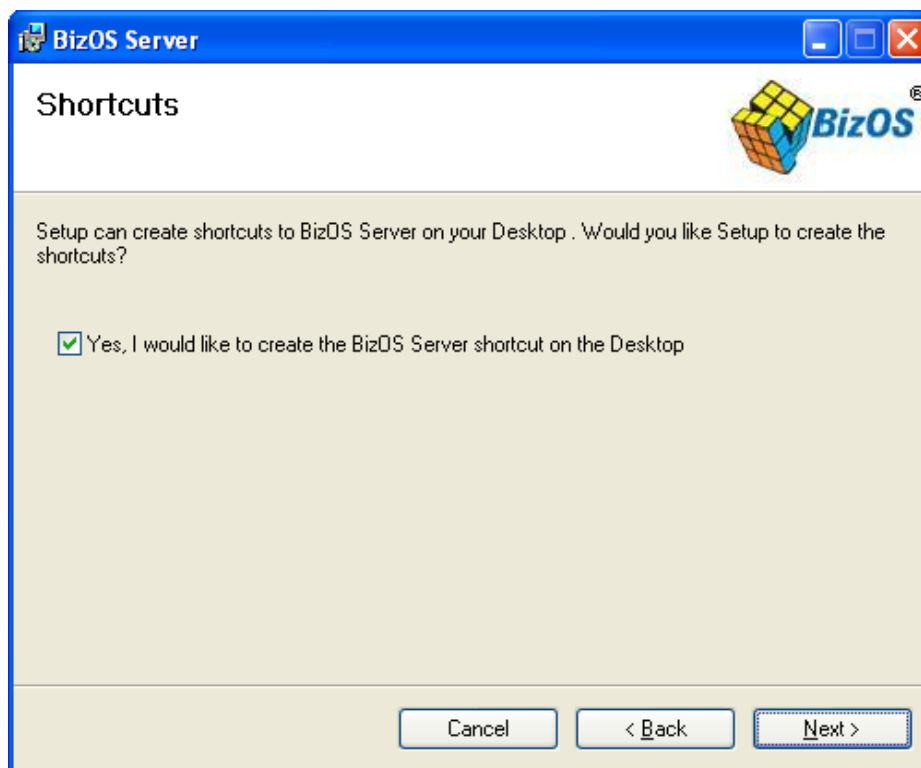 BizOS Server
Shortcuts
BizOS ®
Setup can create shortcuts to BizOS Server on your Desktop . Would you like Setup to create the
shortcuts?
Yes, I would like to create the BizOS Server shortcut on the Desktop
Cancel
< Back
Next >